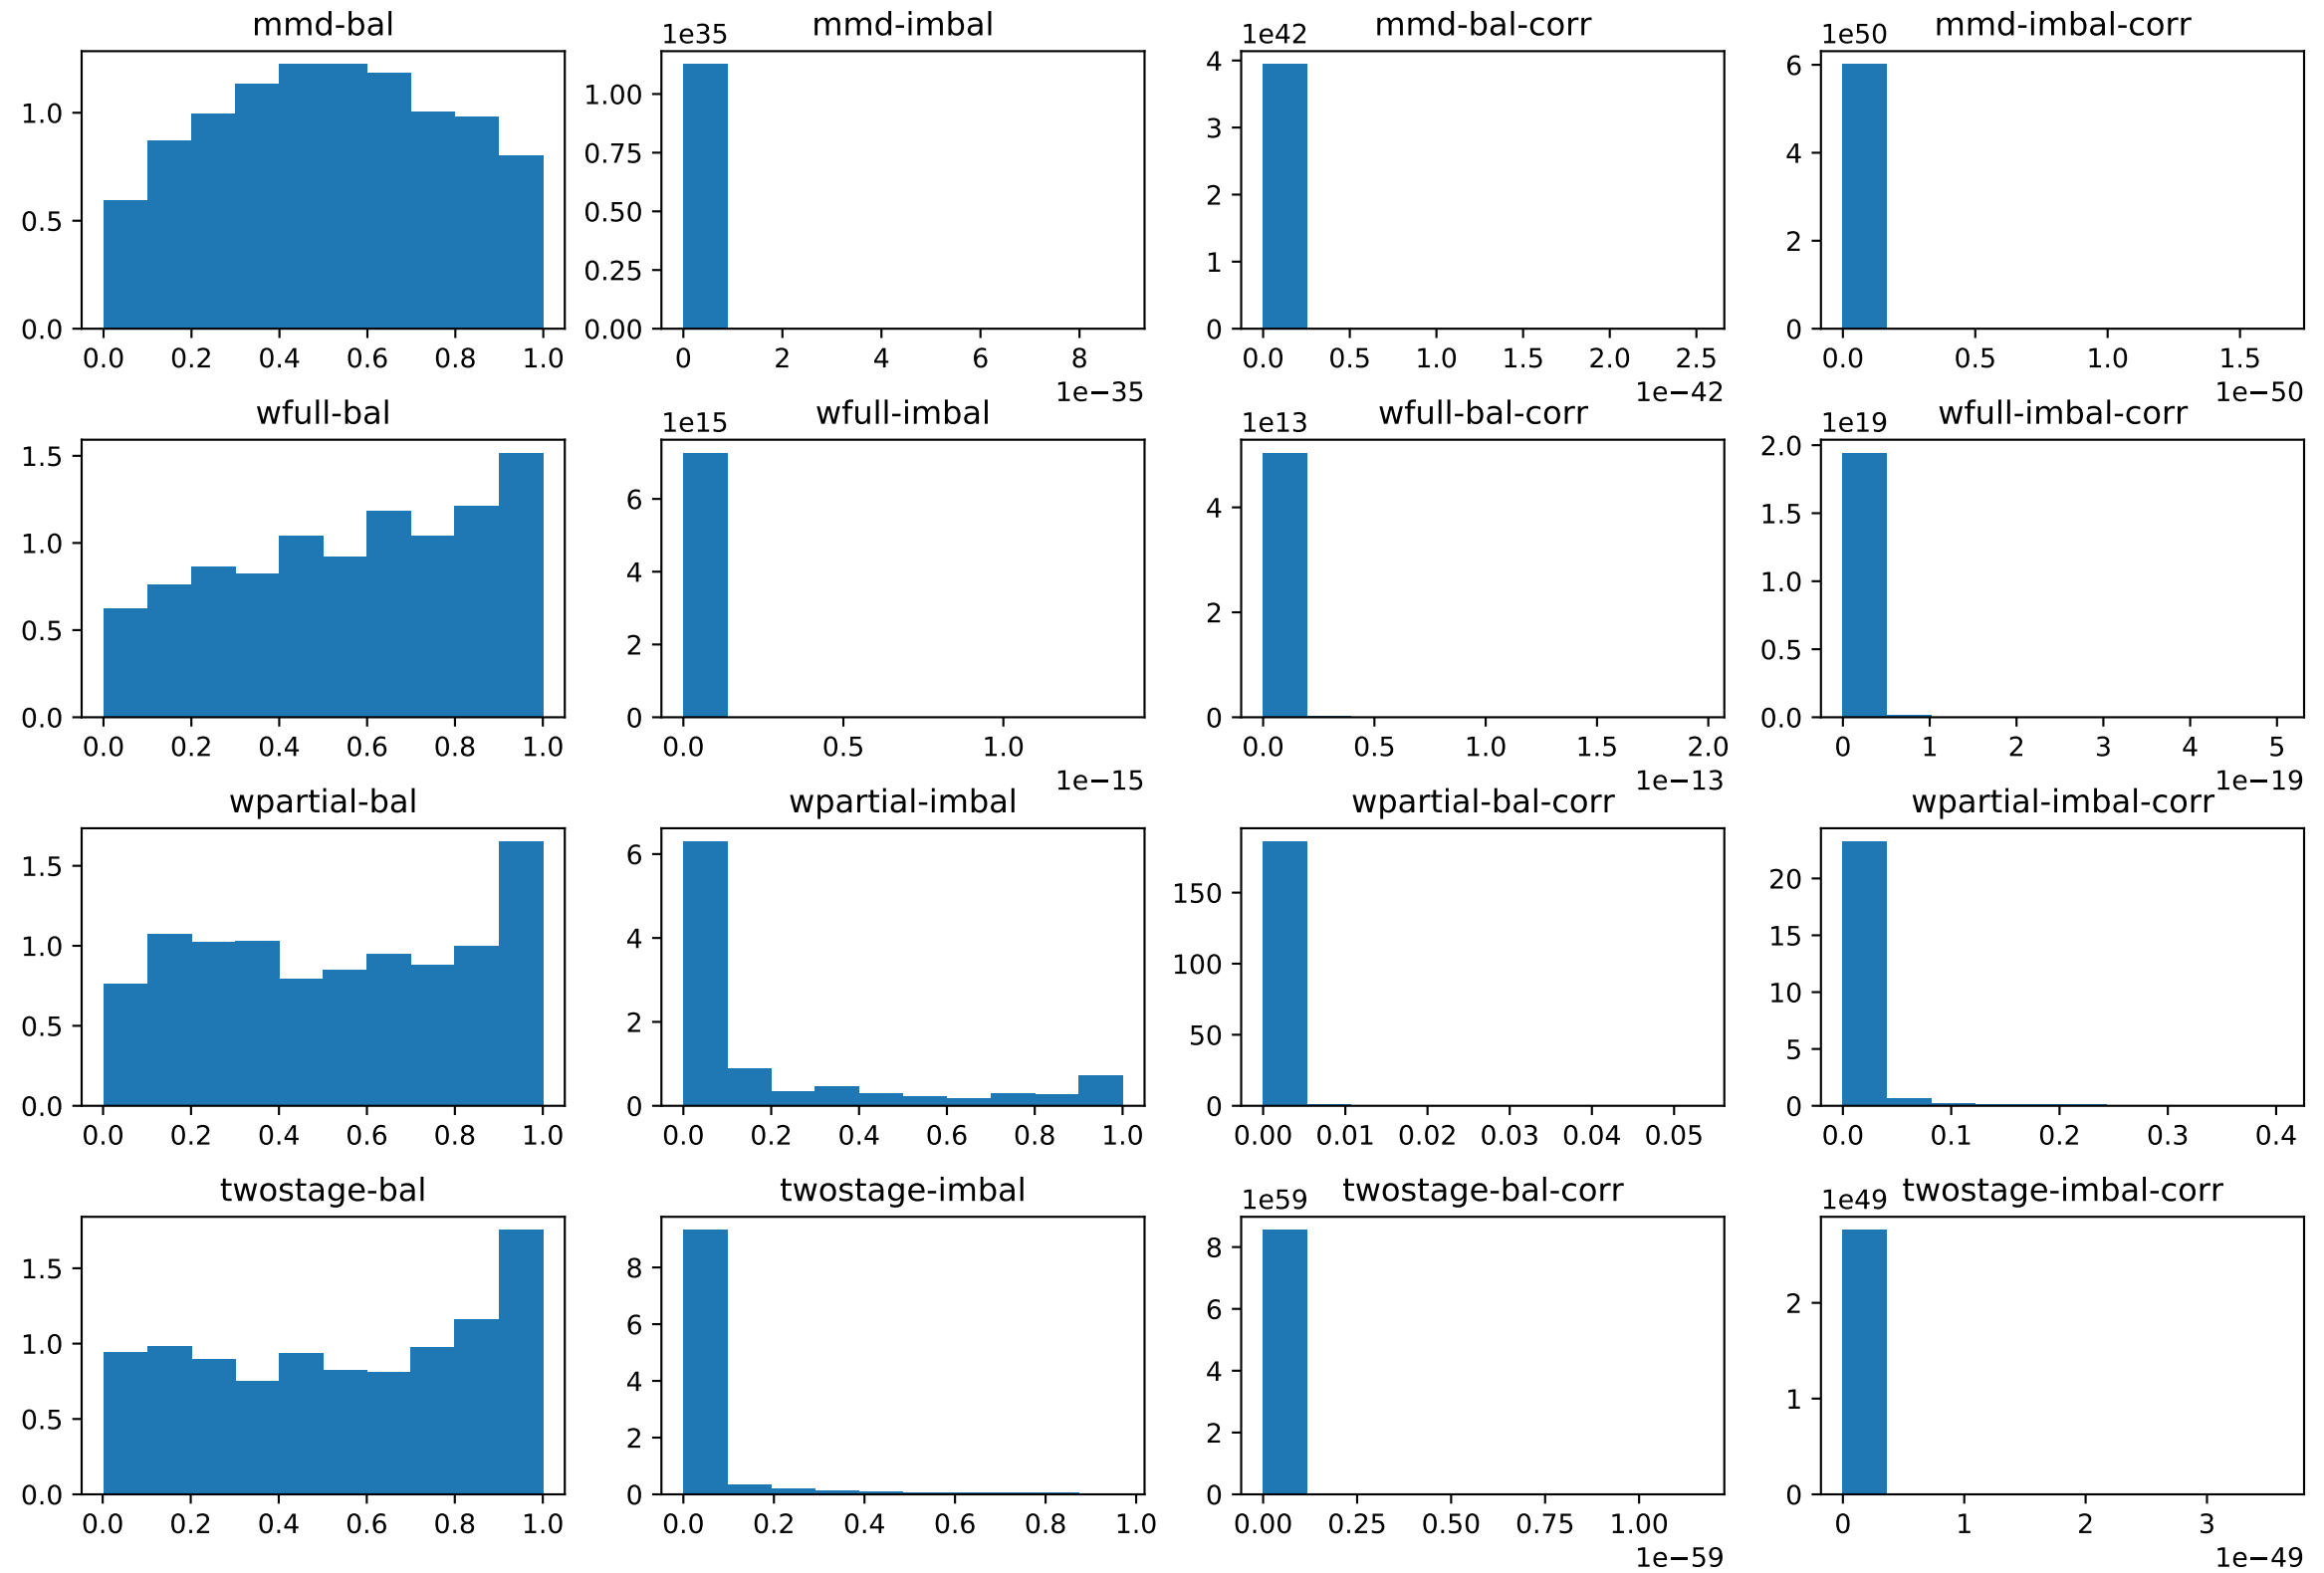 mmd-bal
mmd-imbal
mmd-bal-corr
mmd-imbal-corr
1e35
1e42
1e50
1.0
0.5
0.0
0.0 0.2 0.4 0.6 0.8 1.0
1.00
0.75
0.50
0.25
0.00
0 2 4 6 8
1e−35
4
3
2
1
0
0.0 0.5 1.0 1.5 2.0 2.5
1e−42
6
4
2
0
0.0 0.5 1.0 1.5
1e−50
wfull-bal
wfull-imbal
wfull-bal-corr
wfull-imbal-corr
1e15
1e13
1e19
1.5
1.0
0.5
0.0
0.0 0.2 0.4 0.6 0.8 1.0
6
4
2
0
0.0 0.5 1.0
1e−15
4
2
0
0.0 0.5 1.0 1.5 2.0
1e−13
2.0
1.5
1.0
0.5
0.0
0 1 2 3 4 5
1e−19
wpartial-bal
wpartial-imbal
wpartial-bal-corr
wpartial-imbal-corr
1.5
1.0
0.5
0.0
0.0 0.2 0.4 0.6 0.8 1.0
6
4
2
0
0.0 0.2 0.4 0.6 0.8 1.0
150
100
50
0
0.00 0.01 0.02 0.03 0.04 0.05
20
15
10
5
0
0.0 0.1 0.2 0.3 0.4
twostage-bal
twostage-imbal
twostage-bal-corr
twostage-imbal-corr
1e59
1e49
1.5
1.0
0.5
0.0
0.0 0.2 0.4 0.6 0.8 1.0
8
6
4
2
0
0.0 0.2 0.4 0.6 0.8 1.0
8
6
4
2
0
0.00 0.25 0.50 0.75 1.00
1e−59
2
1
0
0 1 2 3
1e−49